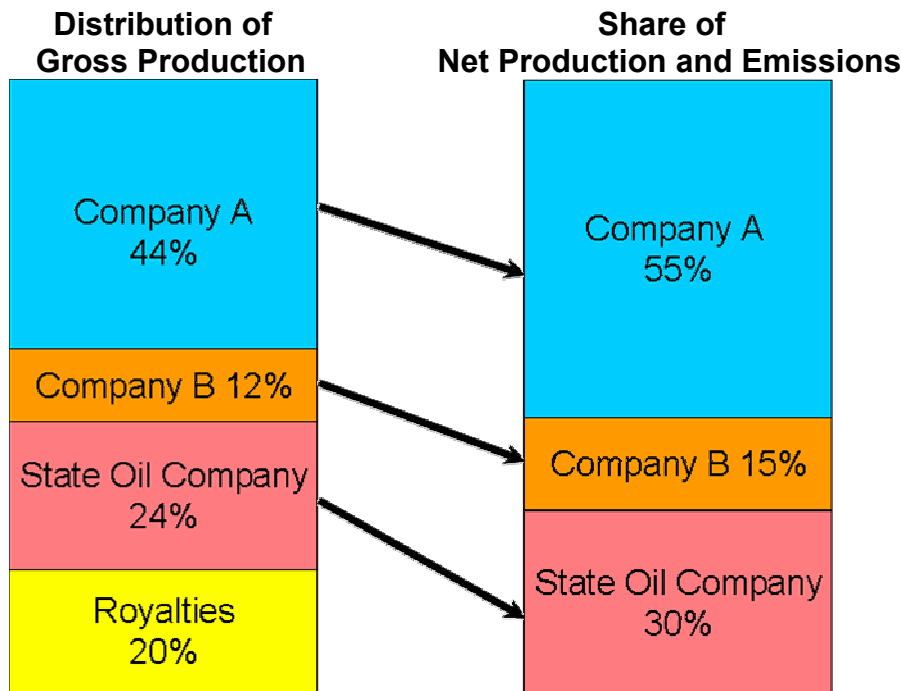 Distribution of
Gross Production
Company A
44%
Company B 12%
State Oil Company
24%
Royalties
20%
Share of
Net Production and Emissions
Company A
55%
Company B 15%
State Oil Company
30%